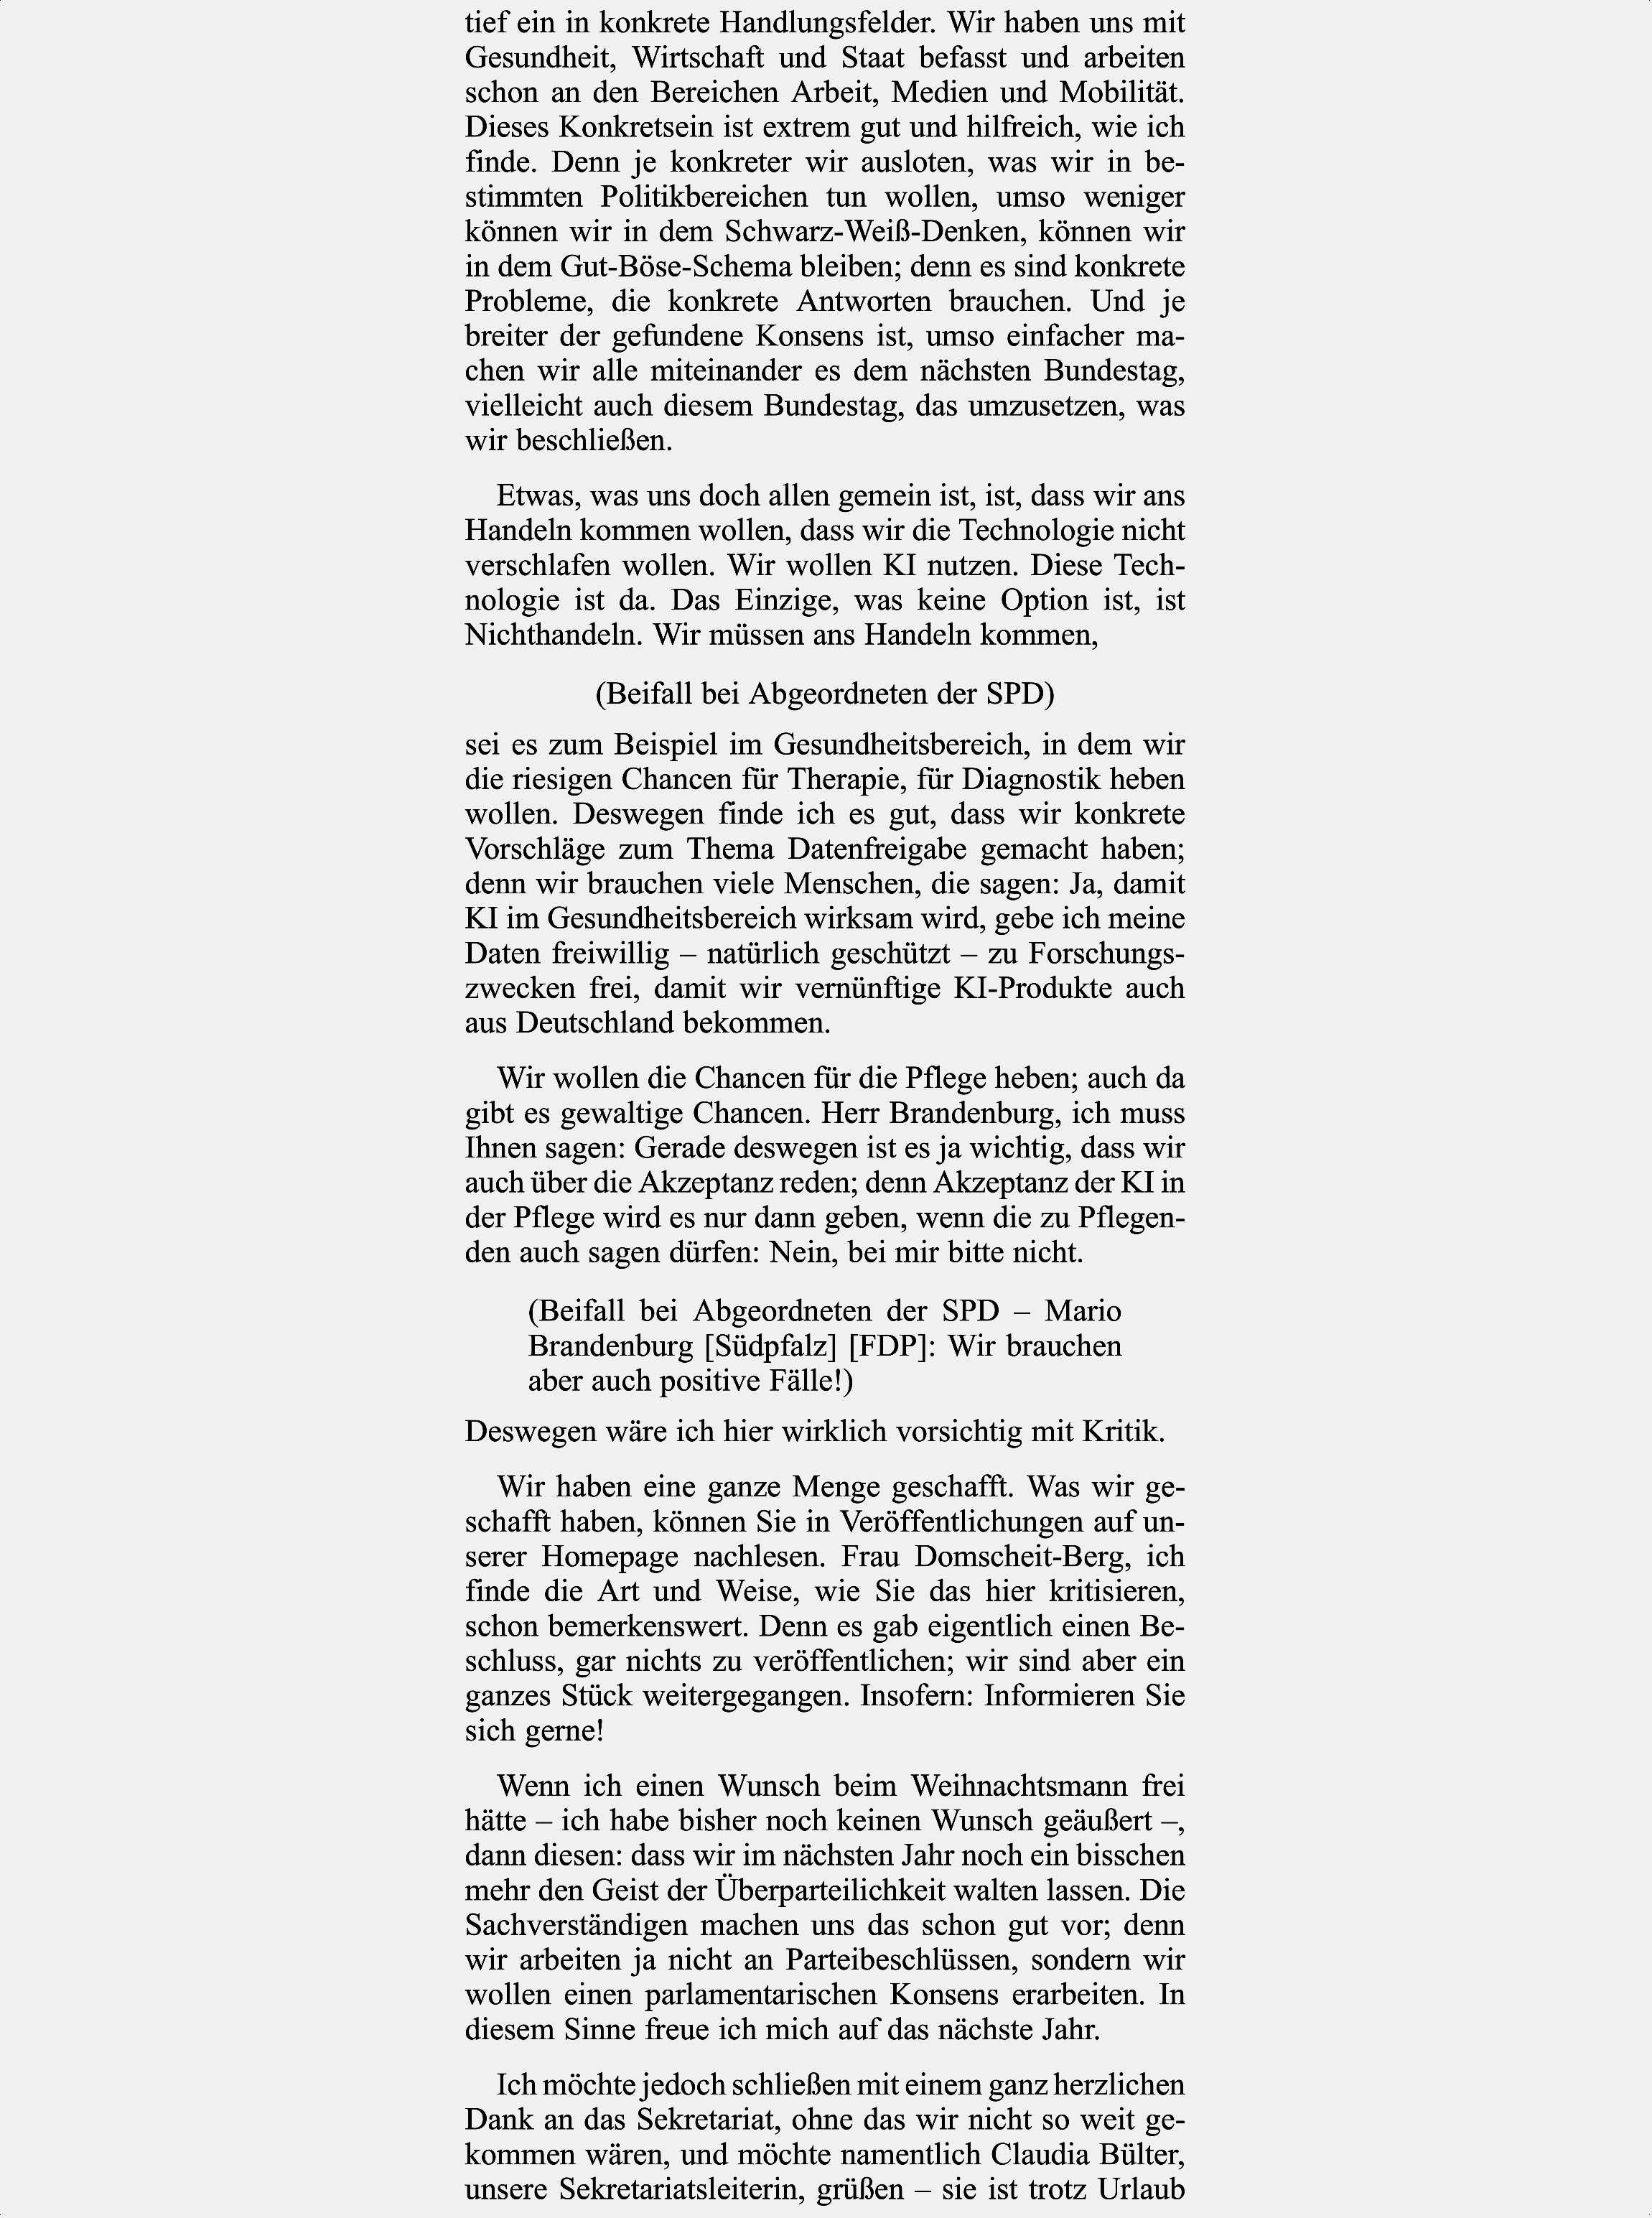 tief ein in konkrete Handlungsfelder. Wir haben uns mit
Gesundheit, Wirtschaft und Staat befasst und arbeiten
schon an den Bereichen Arbeit, Medien und Mobilität.
Dieses Konkretsein ist extrem gut und hilfreich, wie ich
finde. Denn je konkreter wir ausloten, was wir in be-
stimmten Politikbereichen tun wollen, umso weniger
können wir in dem Schwarz-Weiß-Denken, können wir
in dem Gut-Böse-Schema bleiben; denn es sind konkrete
Probleme, die konkrete Antworten brauchen. Und je
breiter der gefundene Konsens ist, umso einfacher ma-
chen wir alle miteinander es dem nächsten Bundestag,
vielleicht auch diesem Bundestag, das umzusetzen, was
wir beschließen.
Etwas, was uns doch allen gemein ist, ist, dass wir ans
Handeln kommen wollen, dass wir die Technologie nicht
verschlafen wollen. Wir wollen KI nutzen. Diese Tech-
nologie ist da. Das Einzige, was keine Option ist, ist
Nichthandeln. Wir müssen ans Handeln kommen,
(Beifall bei Abgeordneten der SPD)
sei es zum Beispiel im Gesundheitsbereich, in dem wir
die riesigen Chancen für Therapie, für Diagnostik heben
wollen. Deswegen finde ich es gut, dass wir konkrete
Vorschläge zum Thema Datenfreigabe gemacht haben;
denn wir brauchen viele Menschen, die sagen: Ja, damit
KI im Gesundheitsbereich wirksam wird, gebe ich meine
Daten freiwillig – natürlich geschützt – zu Forschungs-
zwecken frei, damit wir vernünftige KI-Produkte auch
aus Deutschland bekommen.
Wir wollen die Chancen für die Pflege heben; auch da
gibt es gewaltige Chancen. Herr Brandenburg, ich muss
Ihnen sagen: Gerade deswegen ist es ja wichtig, dass wir
auch über die Akzeptanz reden; denn Akzeptanz der KI in
der Pflege wird es nur dann geben, wenn die zu Pflegen-
den auch sagen dürfen: Nein, bei mir bitte nicht.
(Beifall bei Abgeordneten der SPD – Mario
Brandenburg [Südpfalz] [FDP]: Wir brauchen
aber auch positive Fälle!)
Deswegen wäre ich hier wirklich vorsichtig mit Kritik.
Wir haben eine ganze Menge geschafft. Was wir ge-
schafft haben, können Sie in Veröffentlichungen auf un-
serer Homepage nachlesen. Frau Domscheit-Berg, ich
finde die Art und Weise, wie Sie das hier kritisieren,
schon bemerkenswert. Denn es gab eigentlich einen Be-
schluss, gar nichts zu veröffentlichen; wir sind aber ein
ganzes Stück weitergegangen. Insofern: Informieren Sie
sich gerne!
Wenn ich einen Wunsch beim Weihnachtsmann frei
hätte – ich habe bisher noch keinen Wunsch geäußert –,
dann diesen: dass wir im nächsten Jahr noch ein bisschen
mehr den Geist der Überparteilichkeit walten lassen. Die
Sachverständigen machen uns das schon gut vor; denn
wir arbeiten ja nicht an Parteibeschlüssen, sondern wir
wollen einen parlamentarischen Konsens erarbeiten. In
diesem Sinne freue ich mich auf das nächste Jahr.
Ich möchte jedoch schließen mit einem ganz herzlichen
Dank an das Sekretariat, ohne das wir nicht so weit ge-
kommen wären, und möchte namentlich Claudia Bülter,
unsere Sekretariatsleiterin, grüßen – sie ist trotz Urlaub